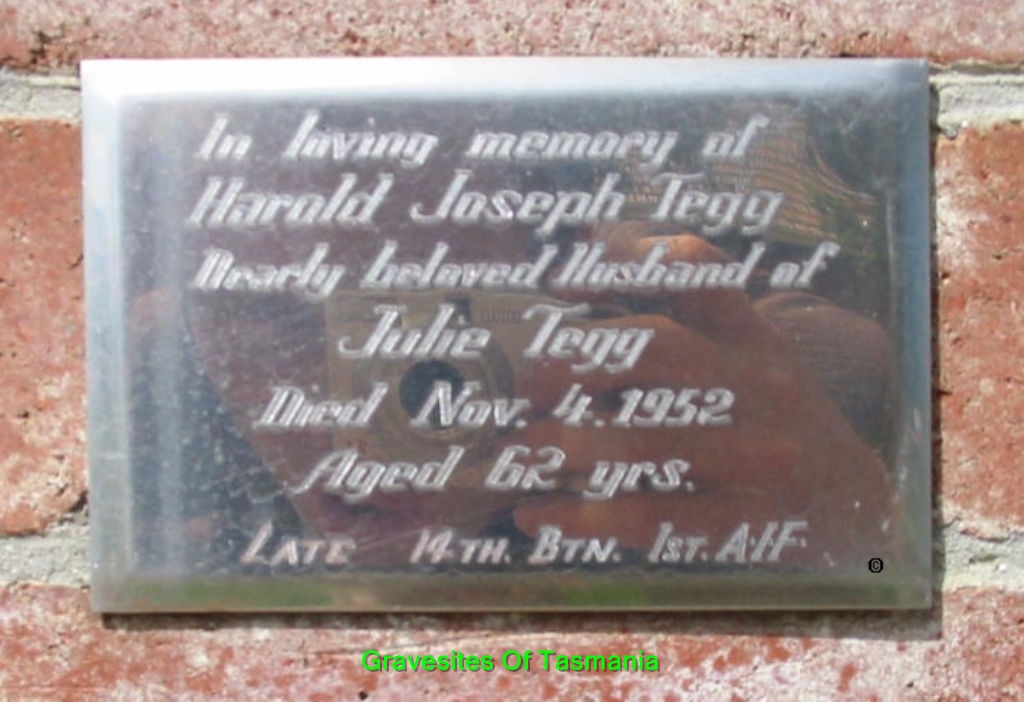 In loving memory of
Harold Joseph Tegg
Dearly beloved Husband of
Julie Tegg
Died Nov. 4. 1952
Aged 62 yrs.
LATE 14TH. BTN. 1ST. A.I.F.
©
Gravesites Of Tasmania